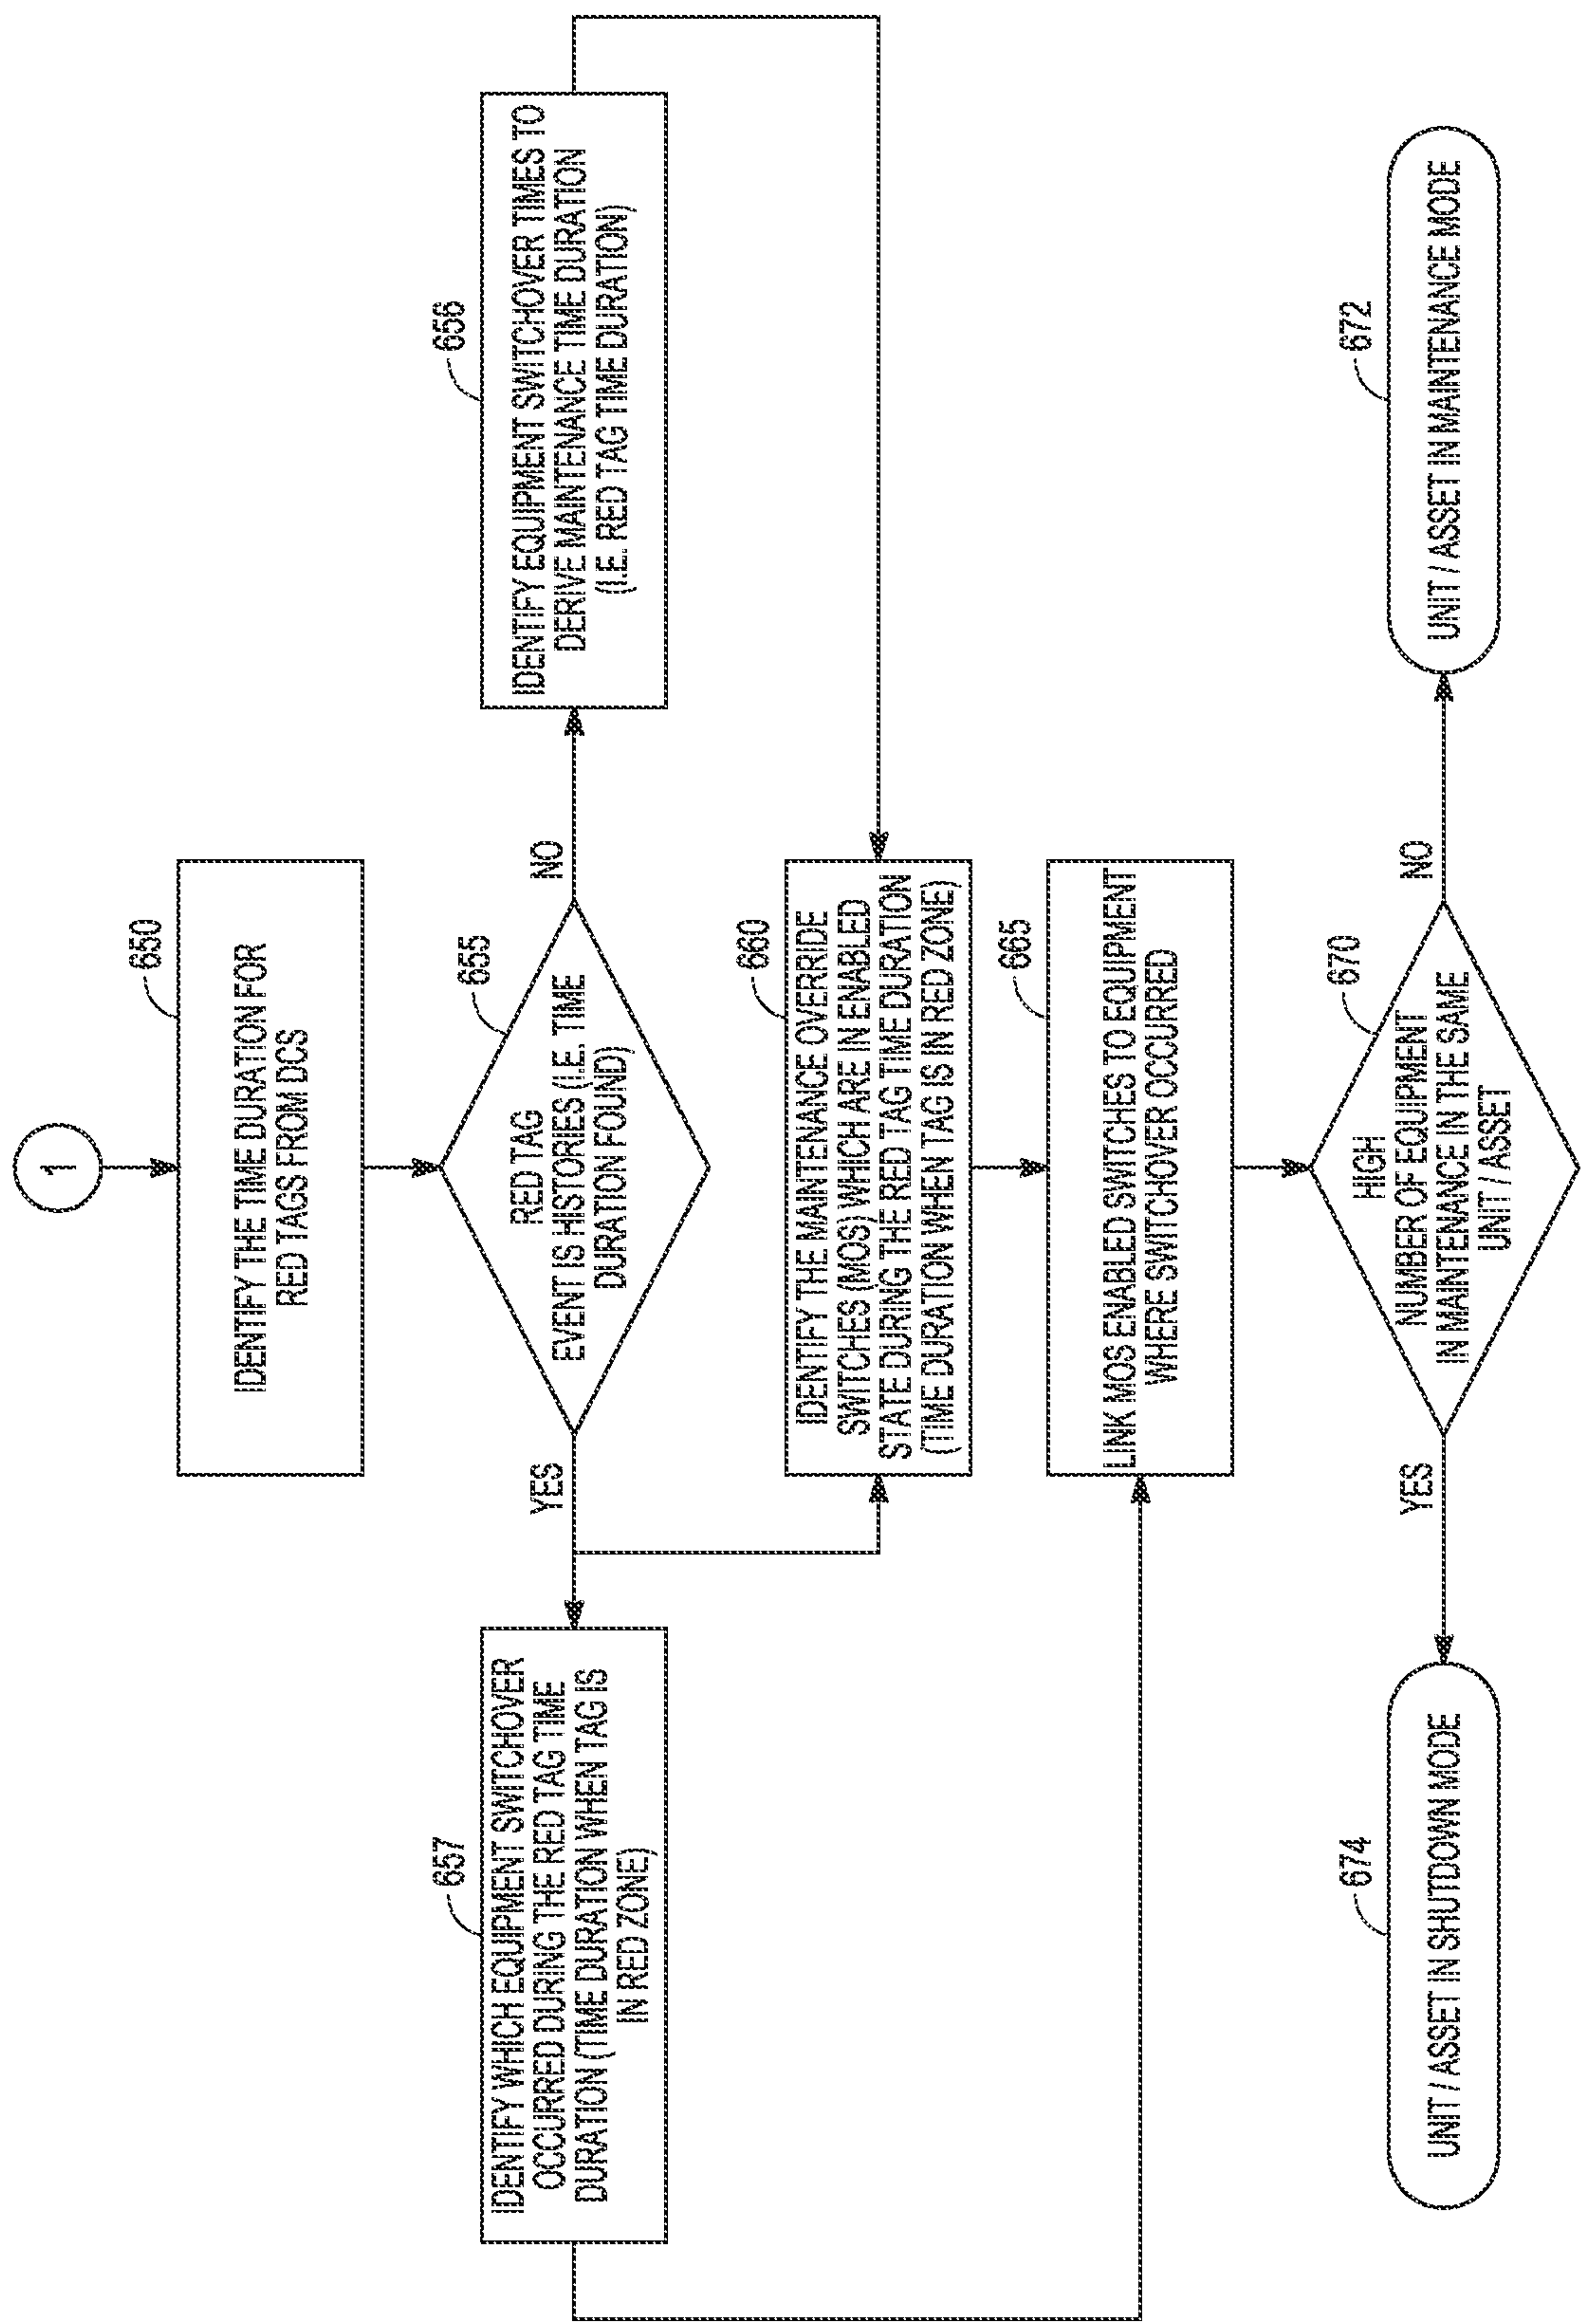 1
650
IDENTIFY THE TIME DURATION FOR
RED TAGS FROM DCS
655
RED TAG
EVENT IS HISTORIES (I.E. TIME
DURATION FOUND)
YES
NO
657
IDENTIFY WHICH EQUIPMENT SWITCHOVER
OCCURRED DURING THE RED TAG TIME
DURATION (TIME DURATION WHEN TAG IS
IN RED ZONE)
656
IDENTIFY EQUIPMENT SWITCHOVER TIMES TO
DERIVE MAINTENANCE TIME DURATION
(I.E. RED TAG TIME DURATION)
660
IDENTIFY THE MAINTENANCE OVERRIDE
SWITCHES (MOS) WHICH ARE IN ENABLED
STATE DURING THE RED TAG TIME DURATION
(TIME DURATION WHEN TAG IS IN RED ZONE)
665
LINK MOS ENABLED SWITCHES TO EQUIPMENT
WHERE SWITCHOVER OCCURRED
670
HIGH
NUMBER OF EQUIPMENT
IN MAINTENANCE IN THE SAME
UNIT / ASSET
YES
NO
674
UNIT / ASSET IN SHUTDOWN MODE
672
UNIT / ASSET IN MAINTENANCE MODE